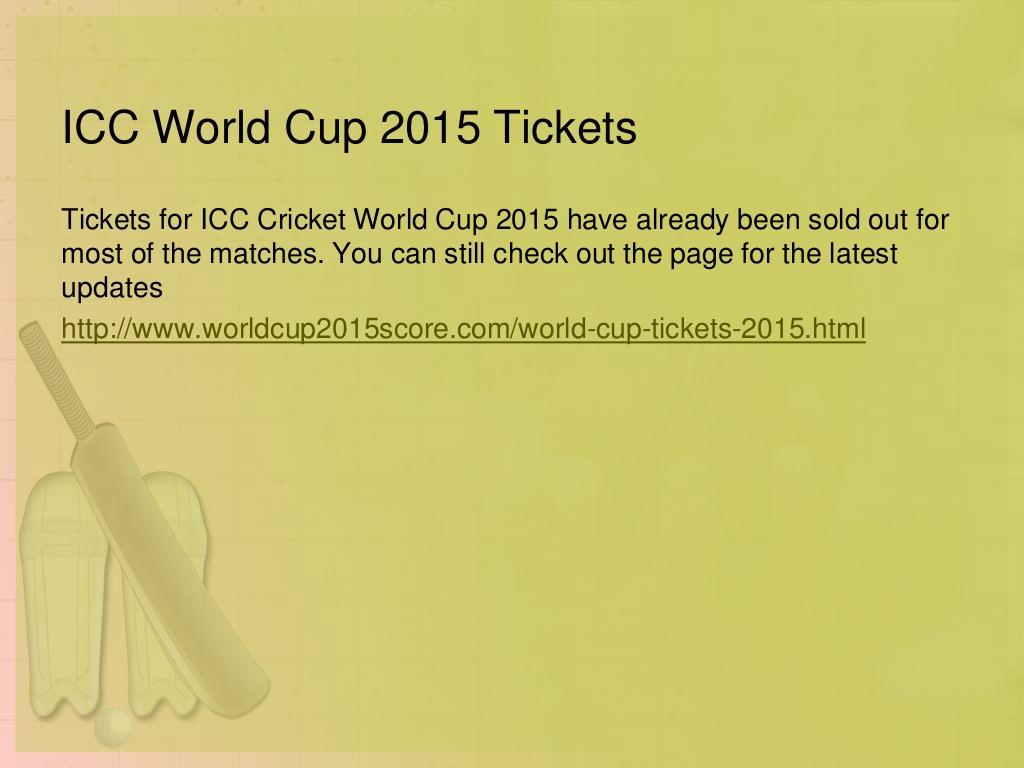 ICC World Cup 2015 Tickets
Tickets for ICC Cricket World Cup 2015 have already been sold out for
most of the matches. You can still check out the page for the latest
updates
http://www.worldcup2015score.com/world-cup-tickets-2015.html